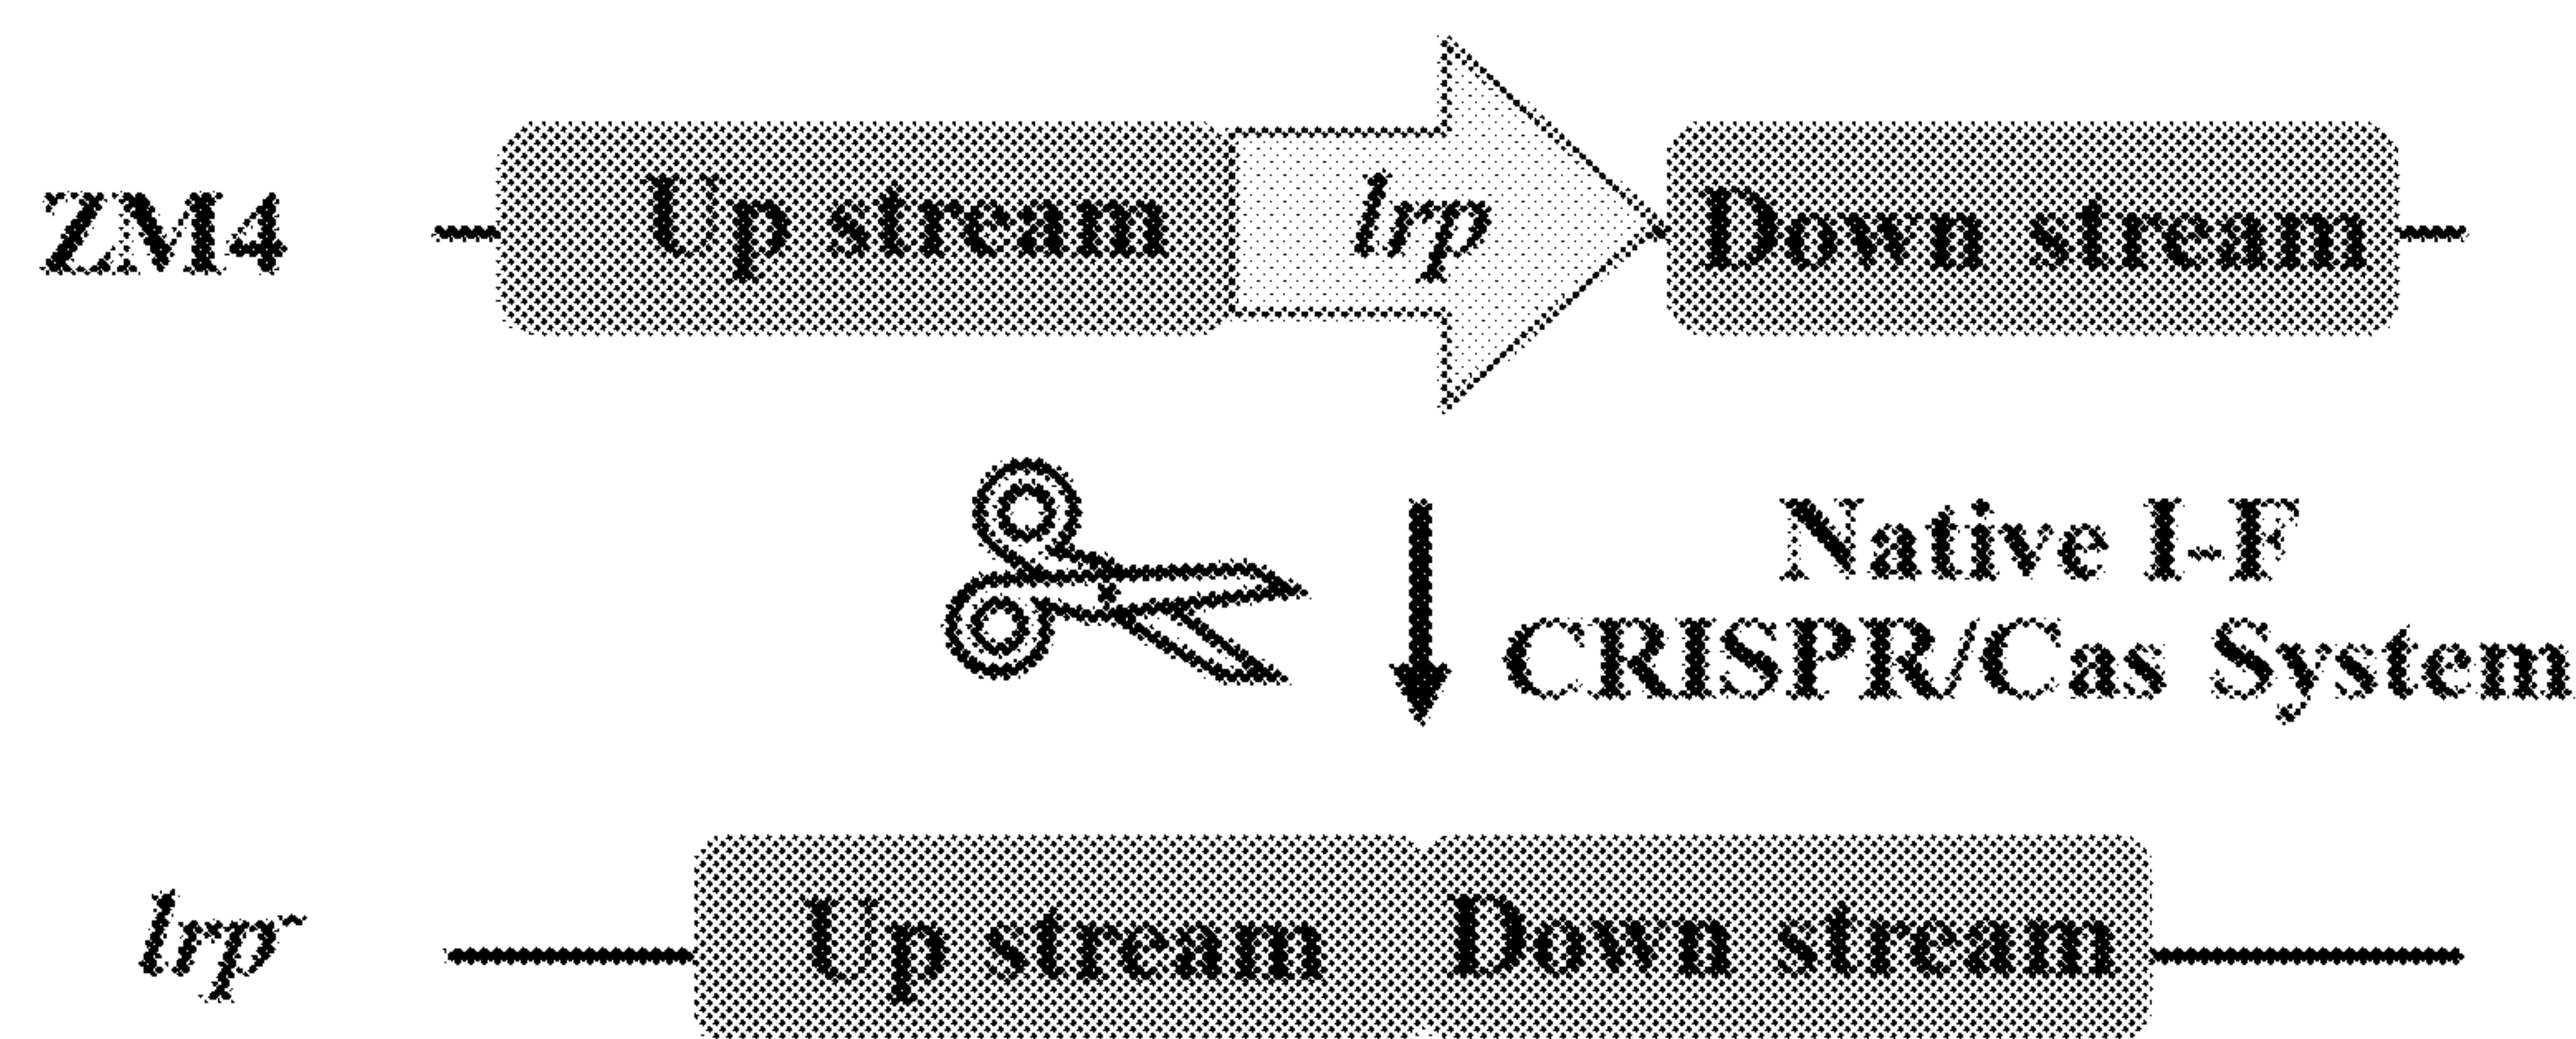 ZM4
Up stream
lrp
Down stream
Native I-F
CRISPR/Cas System
lrp⁻
Up stream
Down stream